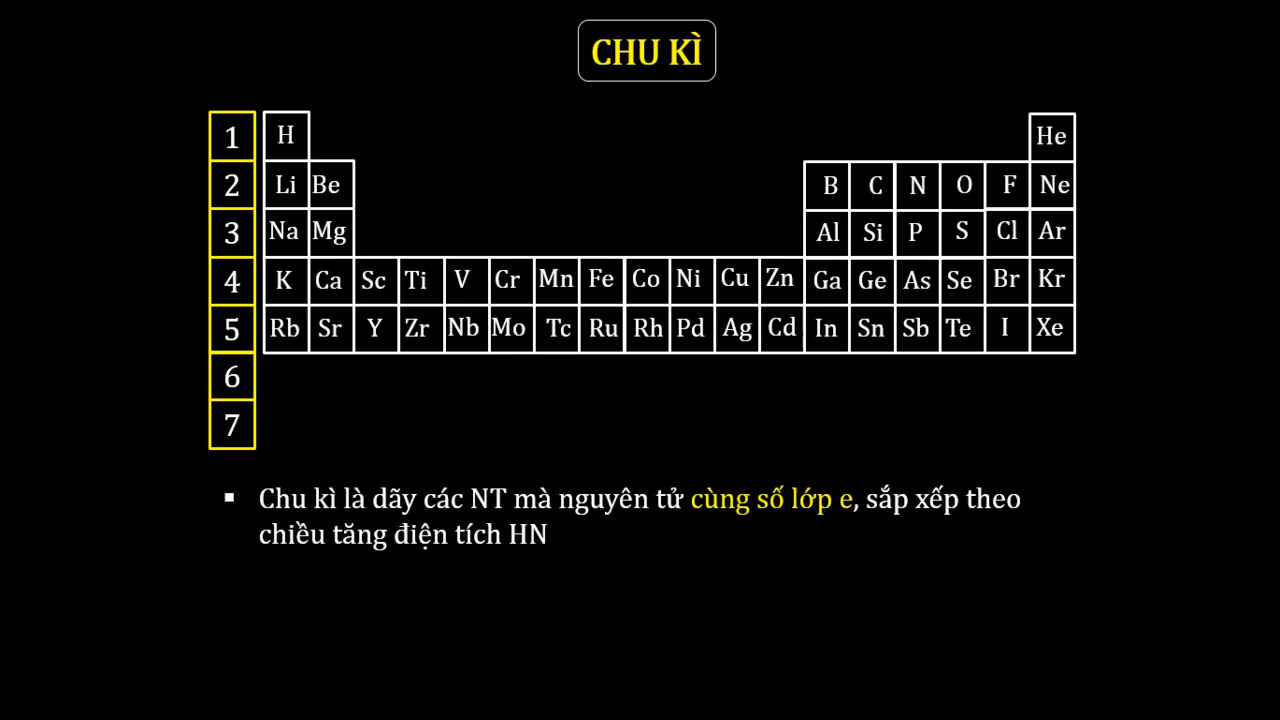 CHU KÌ
1 H He
2 Li Be B C N O F Ne
3 Na Mg Al Si P S Cl Ar
4 K Ca Sc Ti V Cr Mn Fe Co Ni Cu Zn Ga Ge As Se Br Kr
5 Rb Sr Y Zr Nb Mo Tc Ru Rh Pd Ag Cd In Sn Sb Te I Xe
6
7
▪ Chu kì là dãy các NT mà nguyên tử cùng số lớp e, sắp xếp theo
chiều tăng điện tích HN